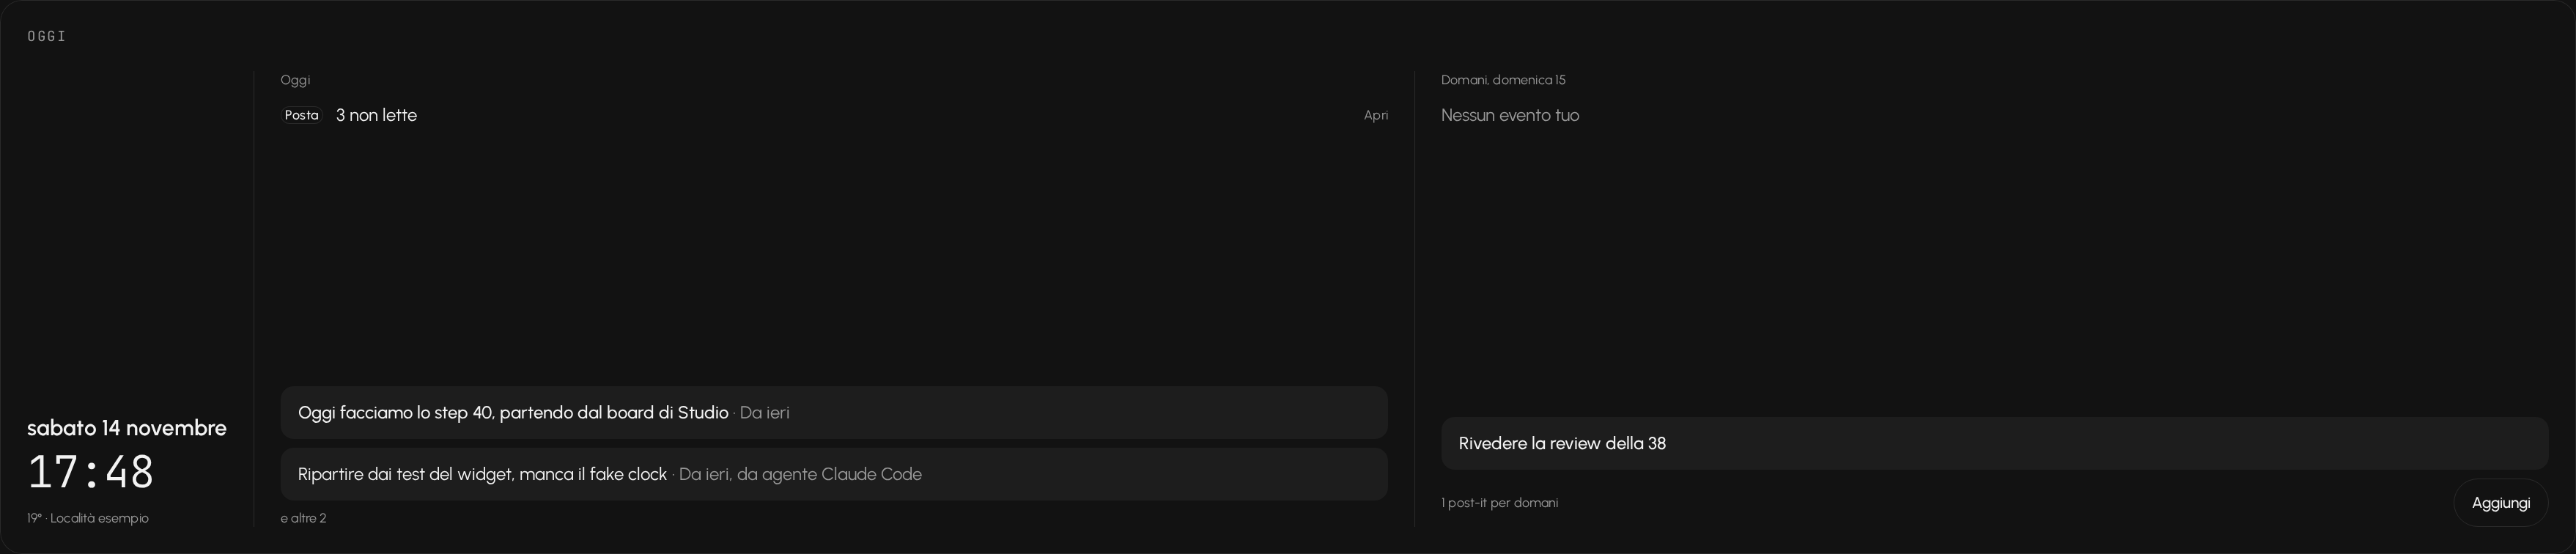 OGGI
sabato 14 novembre
17:48
19° · Località esempio
Oggi
Posta 3 non lette Apri
Oggi facciamo lo step 40, partendo dal board di Studio · Da ieri
Ripartire dai test del widget, manca il fake clock · Da ieri, da agente Claude Code
e altre 2
Domani, domenica 15
Nessun evento tuo
Rivedere la review della 38
1 post-it per domani Aggiungi